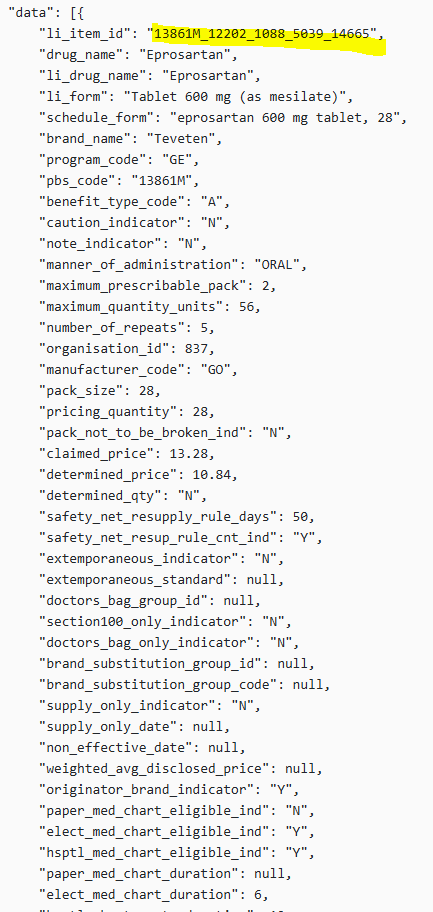 "data": [{
"li_item_id": "13861M_12202_1088_5039_14665",
"drug_name": "Eprosartan",
"li_drug_name": "Eprosartan",
"li_form": "Tablet 600 mg (as mesilate)",
"schedule_form": "eprosartan 600 mg tablet, 28",
"brand_name": "Teveten",
"program_code": "GE",
"pbs_code": "13861M",
"benefit_type_code": "A",
"caution_indicator": "N",
"note_indicator": "N",
"manner_of_administration": "ORAL",
"maximum_prescribable_pack": 2,
"maximum_quantity_units": 56,
"number_of_repeats": 5,
"organisation_id": 837,
"manufacturer_code": "GO",
"pack_size": 28,
"pricing_quantity": 28,
"pack_not_to_be_broken_ind": "N",
"claimed_price": 13.28,
"determined_price": 10.84,
"determined_qty": "N",
"safety_net_resupply_rule_days": 50,
"safety_net_resup_rule_cnt_ind": "Y",
"extemporaneous_indicator": "N",
"extemporaneous_standard": null,
"doctors_bag_group_id": null,
"section100_only_indicator": "N",
"doctors_bag_only_indicator": "N",
"brand_substitution_group_id": null,
"brand_substitution_group_code": null,
"supply_only_indicator": "N",
"supply_only_date": null,
"non_effective_date": null,
"weighted_avg_disclosed_price": null,
"originator_brand_indicator": "Y",
"paper_med_chart_eligible_ind": "N",
"elect_med_chart_eligible_ind": "Y",
"hsptl_med_chart_eligible_ind": "Y",
"paper_med_chart_duration": null,
"elect_med_chart_duration": 6,